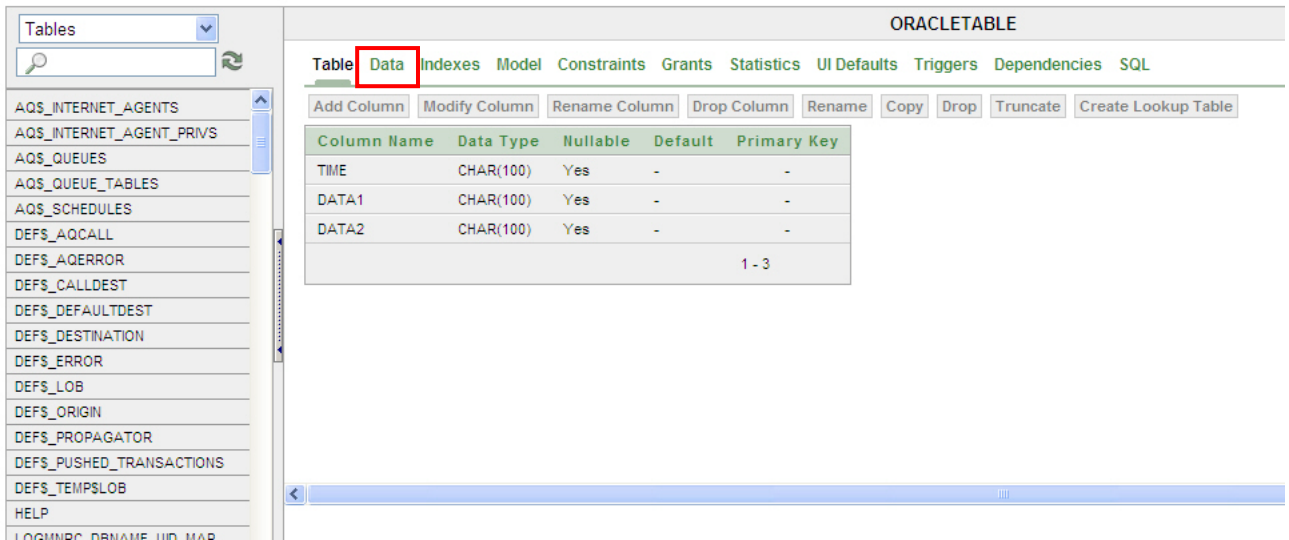 Tables
AQ$_INTERNET_AGENTS
AQ$_INTERNET_AGENT_PRIVS
AQ$_QUEUES
AQ$_QUEUE_TABLES
AQ$_SCHEDULES
DEF$_AQCALL
DEF$_AQERROR
DEF$_CALLDEST
DEF$_DEFAULTDEST
DEF$_DESTINATION
DEF$_ERROR
DEF$_LOB
DEF$_ORIGIN
DEF$_PROPAGATOR
DEF$_PUSHED_TRANSACTIONS
DEF$_TEMP$LOB
HELP
LOGMNRC_DBNAME_UID_MAP
ORACLETABLE
Table Data Indexes Model Constraints Grants Statistics UI Defaults Triggers Dependencies SQL
Add Column Modify Column Rename Column Drop Column Rename Copy Drop Truncate Create Lookup Table
Column Name Data Type Nullable Default Primary Key
TIME CHAR(100) Yes - -
DATA1 CHAR(100) Yes - -
DATA2 CHAR(100) Yes - -
1 - 3